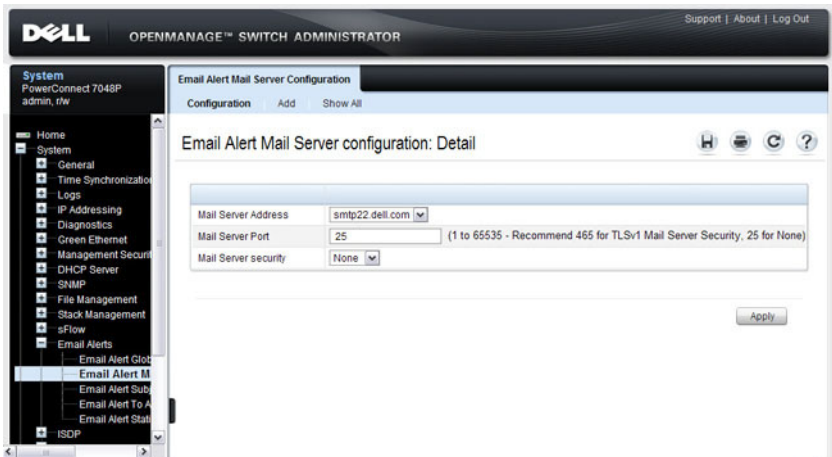 Support | About | Log Out
DELL
OPENMANAGE™ SWITCH ADMINISTRATOR
System
PowerConnect 7048P
admin, r/w
Home
System
General
Time Synchronization
Logs
IP Addressing
Diagnostics
Green Ethernet
Management Securit
DHCP Server
SNMP
File Management
Stack Management
sFlow
Email Alerts
Email Alert Glob
Email Alert M
Email Alert Subj
Email Alert To A
Email Alert Stati
ISDP
Email Alert Mail Server Configuration
Configuration Add Show All
Email Alert Mail Server configuration: Detail
Mail Server Address smtp22.dell.com
Mail Server Port 25 (1 to 65535 - Recommend 465 for TLSv1 Mail Server Security, 25 for None)
Mail Server security None
Apply